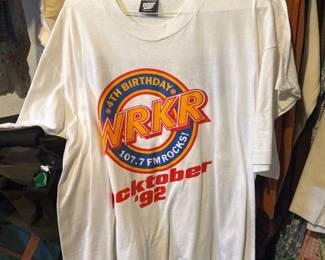 4TH BIRTHDAY
WRKR
107.7 FM ROCKS!
ocktober
'92